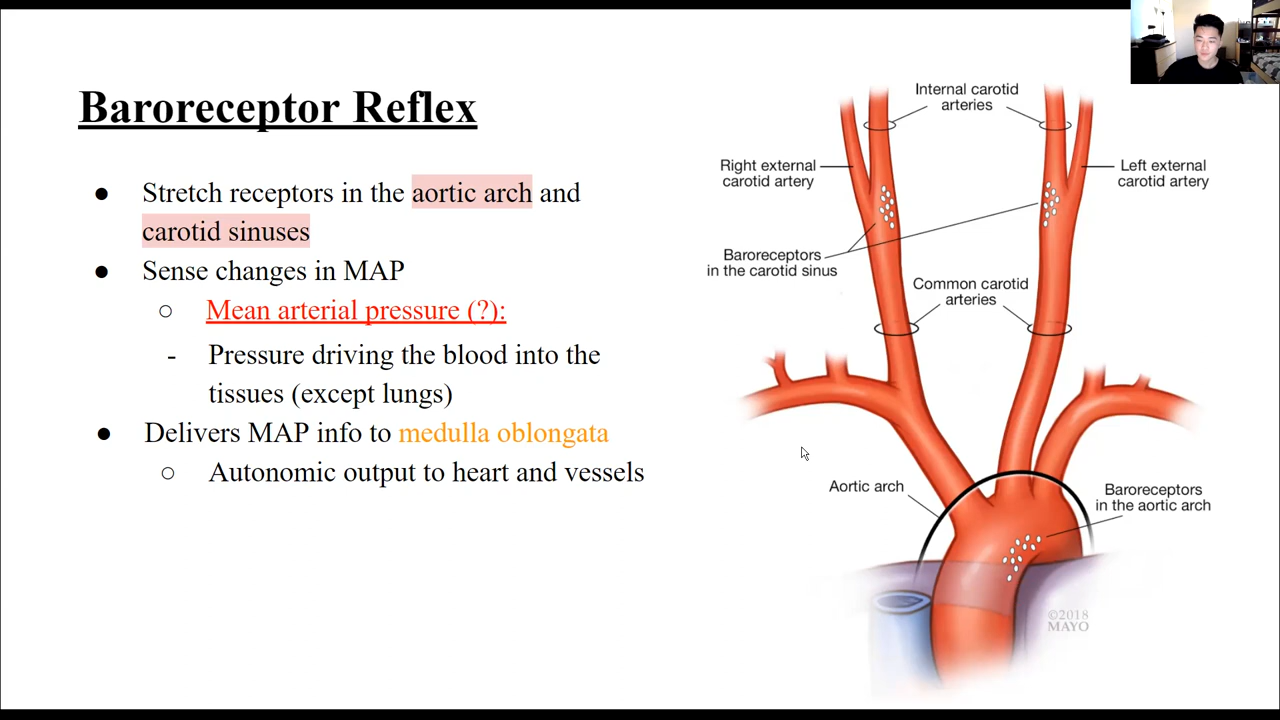 Baroreceptor Reflex
● Stretch receptors in the aortic arch and
carotid sinuses
● Sense changes in MAP
○ Mean arterial pressure (?):
- Pressure driving the blood into the
tissues (except lungs)
● Delivers MAP info to medulla oblongata
○ Autonomic output to heart and vessels
Internal carotid
arteries
Right external
carotid artery
Left external
carotid artery
Baroreceptors
in the carotid sinus
Common carotid
arteries
Aortic arch
Baroreceptors
in the aortic arch
©2018
MAYO